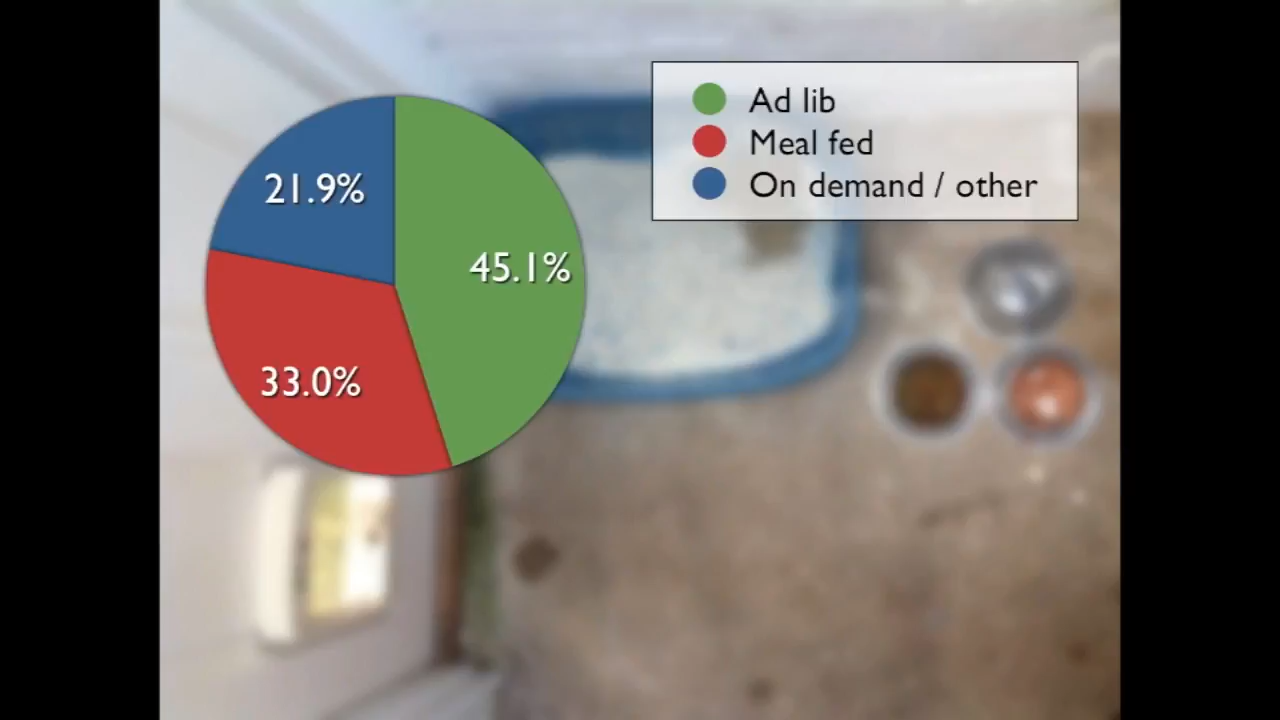 Ad lib
Meal fed
On demand / other
21.9%
45.1%
33.0%